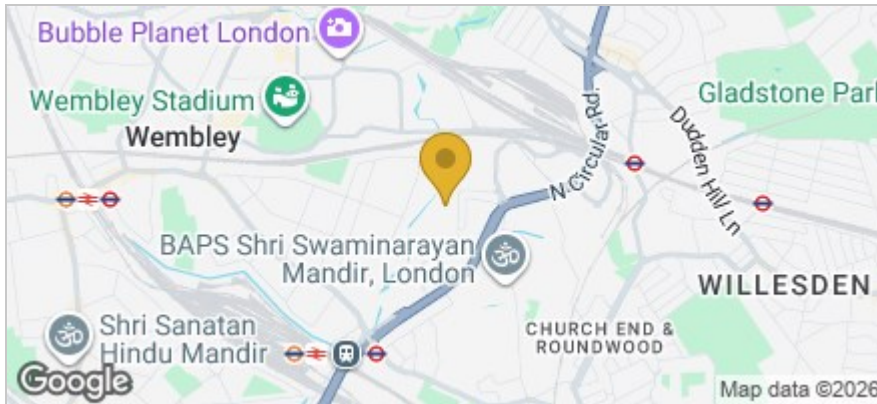 Bubble Planet London
Wembley Stadium
Wembley
Gladstone Park
N Circular Rd
Dudden Hill Ln
BAPS Shri Swaminarayan
Mandir, London
WILLESDEN
Shri Sanatan
Hindu Mandir
CHURCH END &
ROUNDWOOD
Google
Map data ©2026